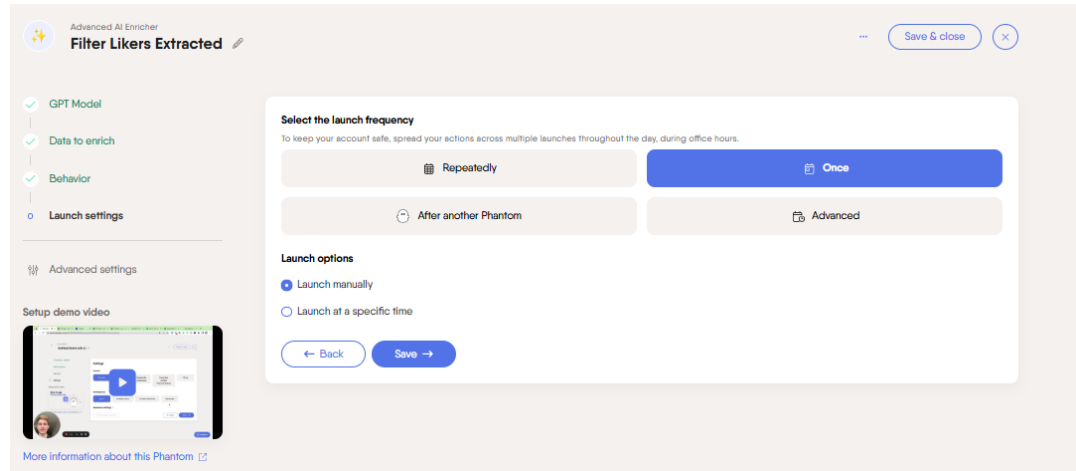 Advanced AI Enricher
Filter Likers Extracted
Save & close
GPT Model
Data to enrich
Behavior
Launch settings
Advanced settings
Setup demo video
More information about this Phantom
Select the launch frequency
To keep your account safe, spread your actions across multiple launches throughout the day, during office hours.
Repeatedly
Once
After another Phantom
Advanced
Launch options
Launch manually
Launch at a specific time
← Back
Save →